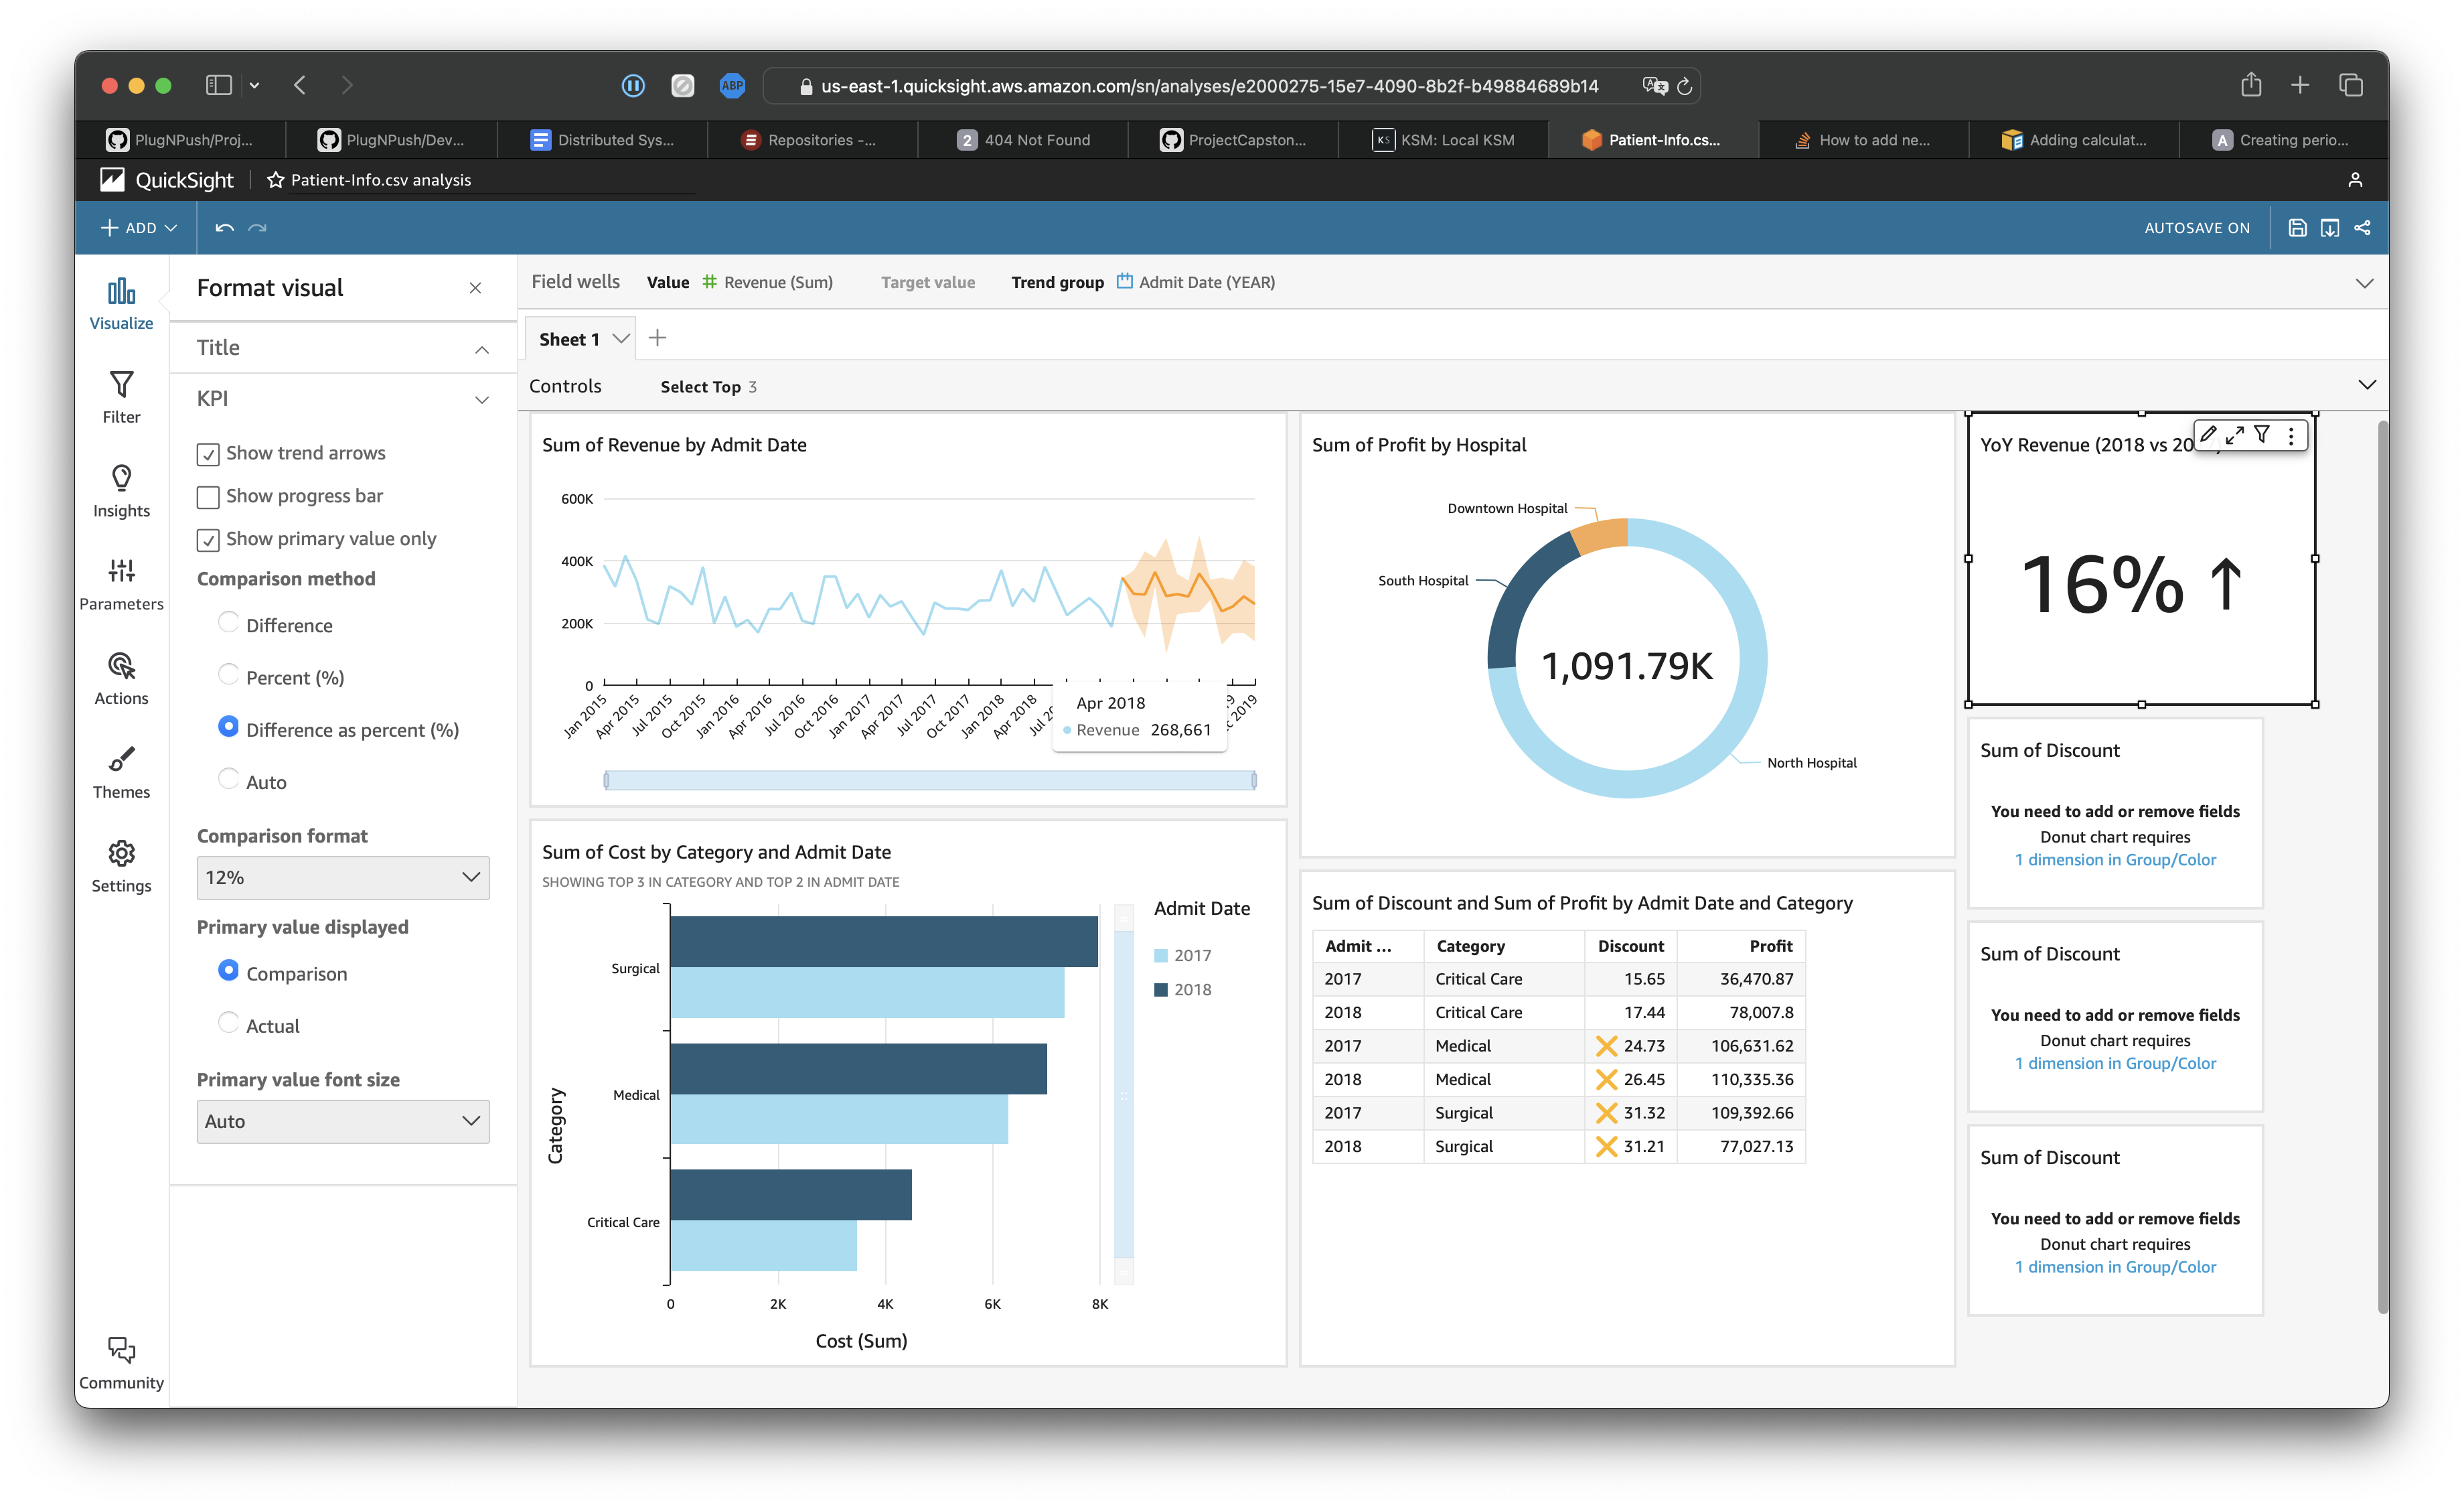 ABP
us-east-1.quicksight.aws.amazon.com/sn/analyses/e2000275-15e7-4090-8b2f-b49884689b14
PlugNPush/Proj...
PlugNPush/Dev...
Distributed Sys...
Repositories -...
2 404 Not Found
ProjectCapston...
KS KSM: Local KSM
Patient-Info.cs...
How to add ne...
Adding calculat...
A Creating perio...
QuickSight
Patient-Info.csv analysis
ADD
AUTOSAVE ON
Visualize
Filter
Insights
Parameters
Actions
Themes
Settings
Community
Format visual
Title
KPI
Show trend arrows
Show progress bar
Show primary value only
Comparison method
Difference
Percent (%)
Difference as percent (%)
Auto
Comparison format
12%
Primary value displayed
Comparison
Actual
Primary value font size
Auto
Field wells
Value # Revenue (Sum)
Target value
Trend group Admit Date (YEAR)
Sheet 1
Controls
Select Top 3
Sum of Revenue by Admit Date
600K
400K
200K
0
Jan 2015
Apr 2015
Jul 2015
Oct 2015
Jan 2016
Apr 2016
Jul 2016
Oct 2016
Jan 2017
Apr 2017
Jul 2017
Oct 2017
Jan 2018
Apr 2018
Apr 2018
Revenue 268,661
Sum of Cost by Category and Admit Date
SHOWING TOP 3 IN CATEGORY AND TOP 2 IN ADMIT DATE
Category
Surgical
Medical
Critical Care
0 2K 4K 6K 8K
Cost (Sum)
Admit Date
2017
2018
Sum of Profit by Hospital
Downtown Hospital
South Hospital
1,091.79K
North Hospital
Sum of Discount and Sum of Profit by Admit Date and Category
Admit ... Category Discount Profit
2017 Critical Care 15.65 36,470.87
2018 Critical Care 17.44 78,007.8
2017 Medical 24.73 106,631.62
2018 Medical 26.45 110,335.36
2017 Surgical 31.32 109,392.66
2018 Surgical 31.21 77,027.13
YoY Revenue (2018 vs 20
16% ↑
Sum of Discount
You need to add or remove fields
Donut chart requires
1 dimension in Group/Color
Sum of Discount
You need to add or remove fields
Donut chart requires
1 dimension in Group/Color
Sum of Discount
You need to add or remove fields
Donut chart requires
1 dimension in Group/Color